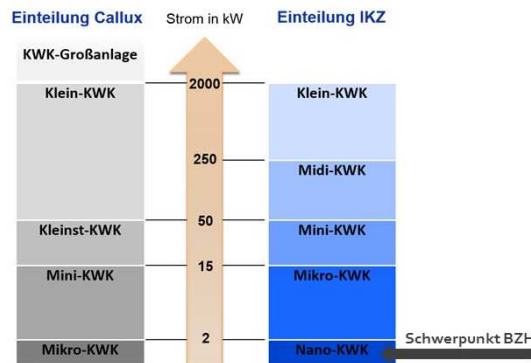 Einteilung Callux Strom in kW Einteilung IKZ
KWK-Großanlage
Klein-KWK 2000 Klein-KWK
250 Midi-KWK
50
Kleinst-KWK Mini-KWK
15
Mini-KWK Mikro-KWK
2 Schwerpunkt BZH
Mikro-KWK Nano-KWK